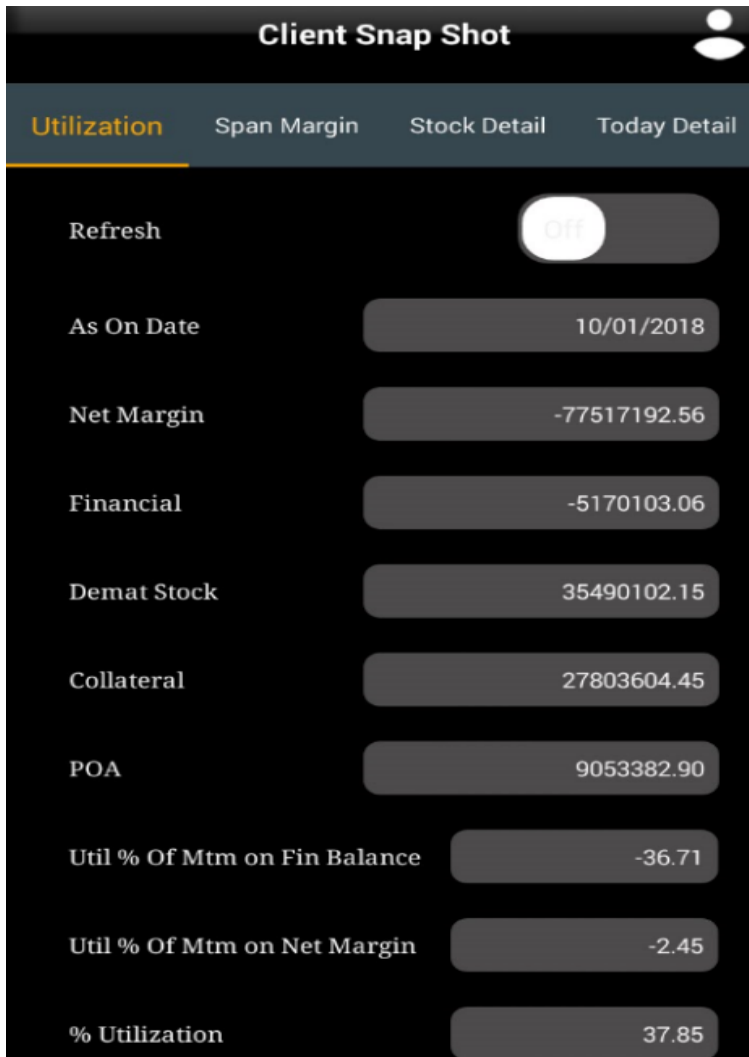 Client Snap Shot
Utilization Span Margin Stock Detail Today Detail
Refresh Off
As On Date 10/01/2018
Net Margin -77517192.56
Financial -5170103.06
Demat Stock 35490102.15
Collateral 27803604.45
POA 9053382.90
Util % Of Mtm on Fin Balance -36.71
Util % Of Mtm on Net Margin -2.45
% Utilization 37.85